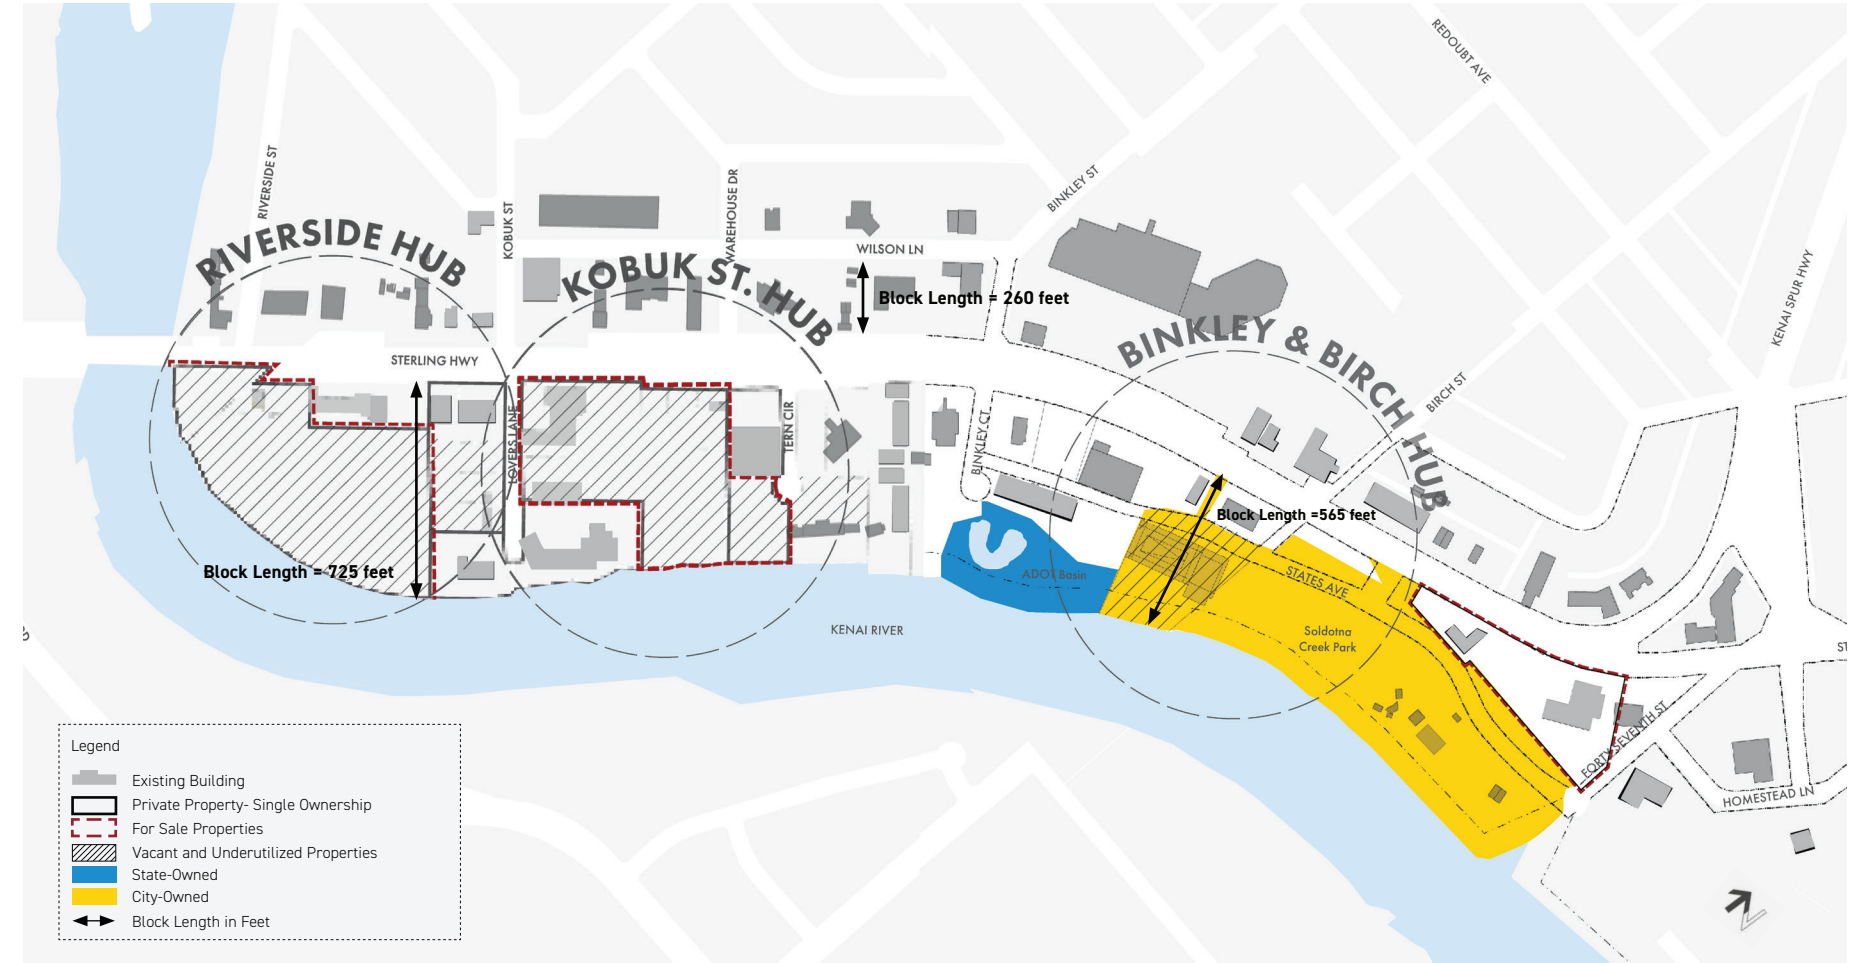 REDOUBT AVE
RIVERSIDE ST
KOBUK ST
WAREHOUSE DR
BINKLEY ST
WILSON LN
KENAI SPUR HWY
RIVERSIDE HUB
KOBUK ST. HUB
Block Length = 260 feet
BINKLEY & BIRCH HUB
STERLING HWY
BIRCH ST
LOVERS LANE
TERN CIR
BINKLEY CT
Block Length =565 feet
Block Length = 725 feet
ADOT Basin
STATES AVE
KENAI RIVER
Soldotna
Creek Park
ST
FORTY SEVENTH ST
HOMESTEAD LN
Legend
Existing Building
Private Property- Single Ownership
For Sale Properties
Vacant and Underutilized Properties
State-Owned
City-Owned
Block Length in Feet
N